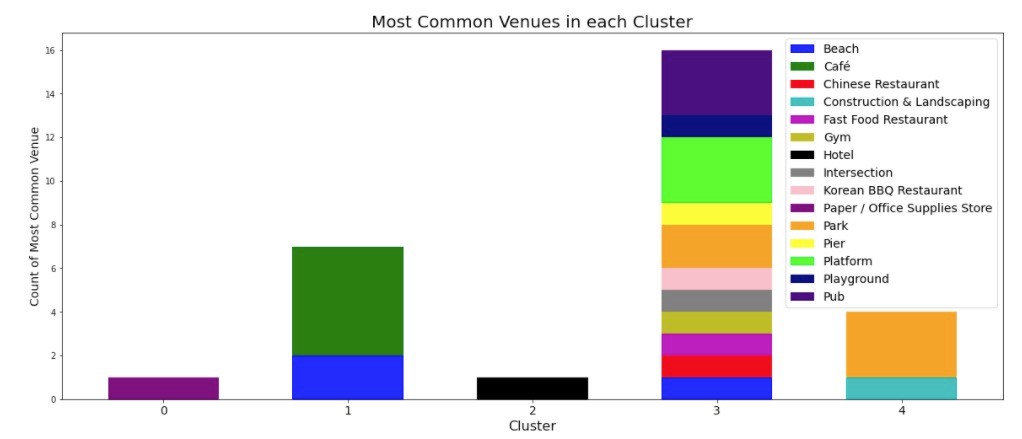 Most Common Venues in each Cluster
Count of Most Common Venue
16
14
12
10
8
6
4
2
0
Beach
Café
Chinese Restaurant
Construction & Landscaping
Fast Food Restaurant
Gym
Hotel
Intersection
Korean BBQ Restaurant
Paper / Office Supplies Store
Park
Pier
Platform
Playground
Pub
0 1 2 3 4
Cluster